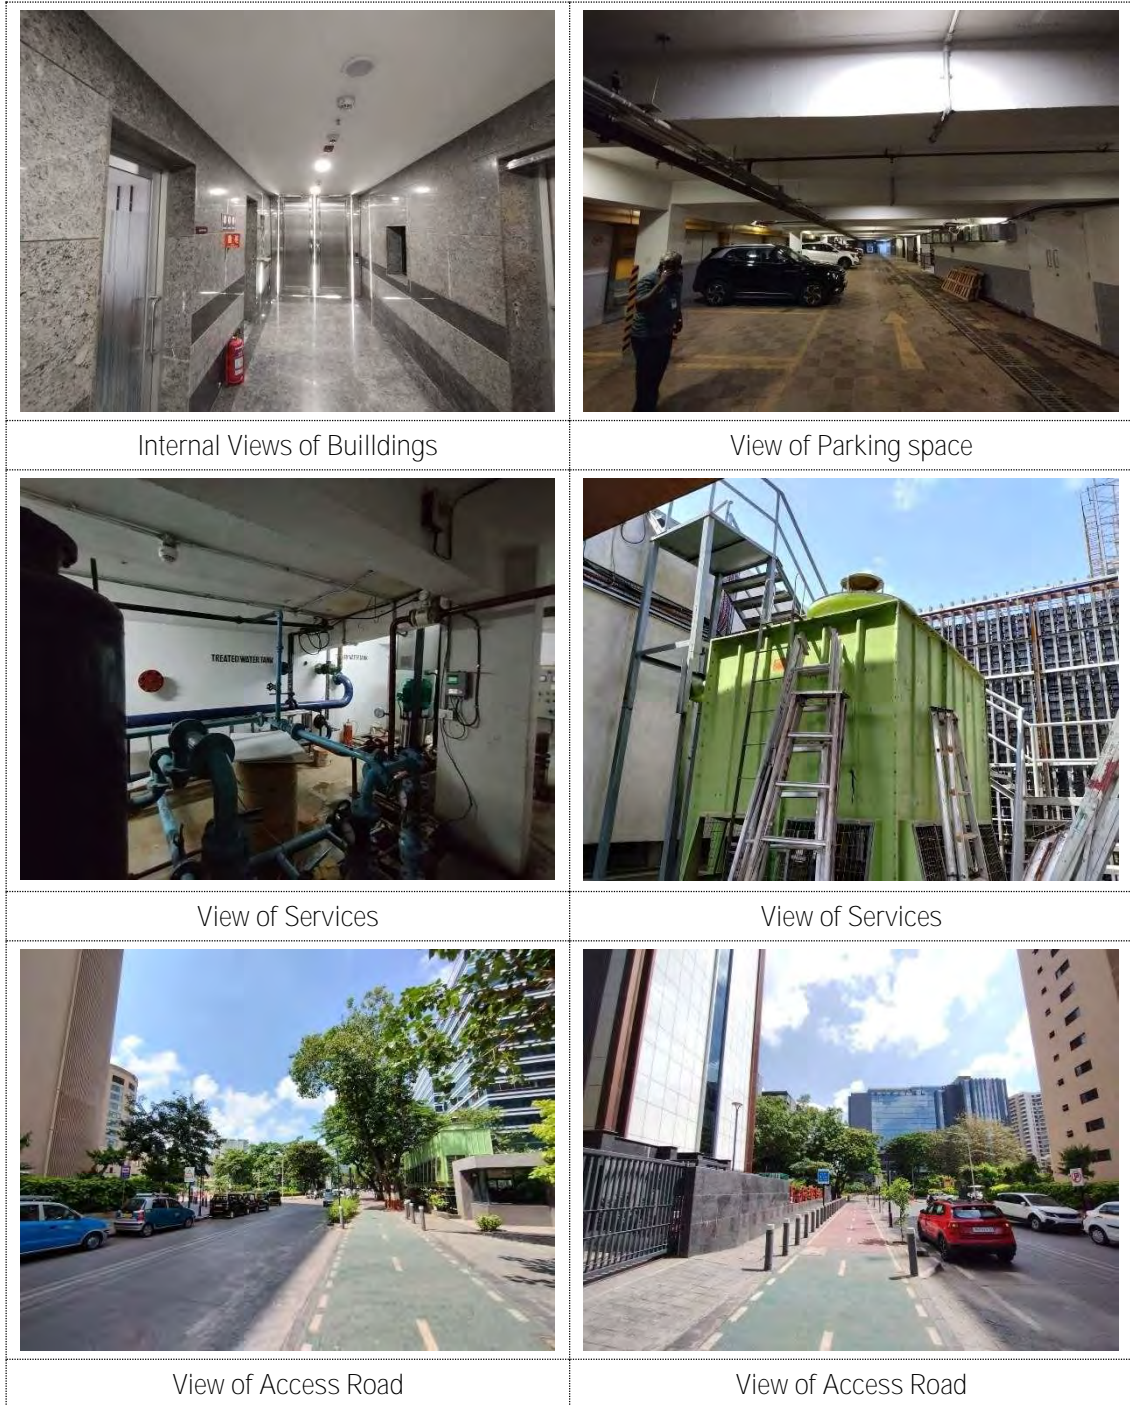 Internal Views of Builldings
View of Parking space
TREATED WATER TANK
View of Services
View of Services
View of Access Road
View of Access Road